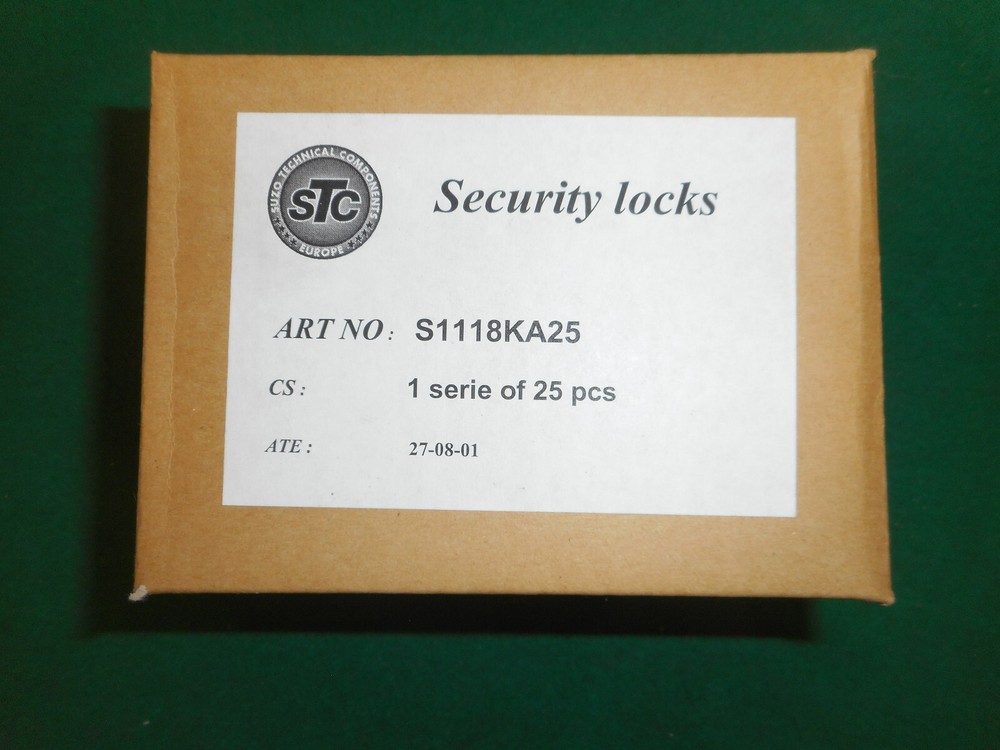 SUZO TECHNICAL COMPONENTS
STC
EUROPE
Security locks
ART NO : S1118KA25
CS : 1 serie of 25 pcs
ATE : 27-08-01